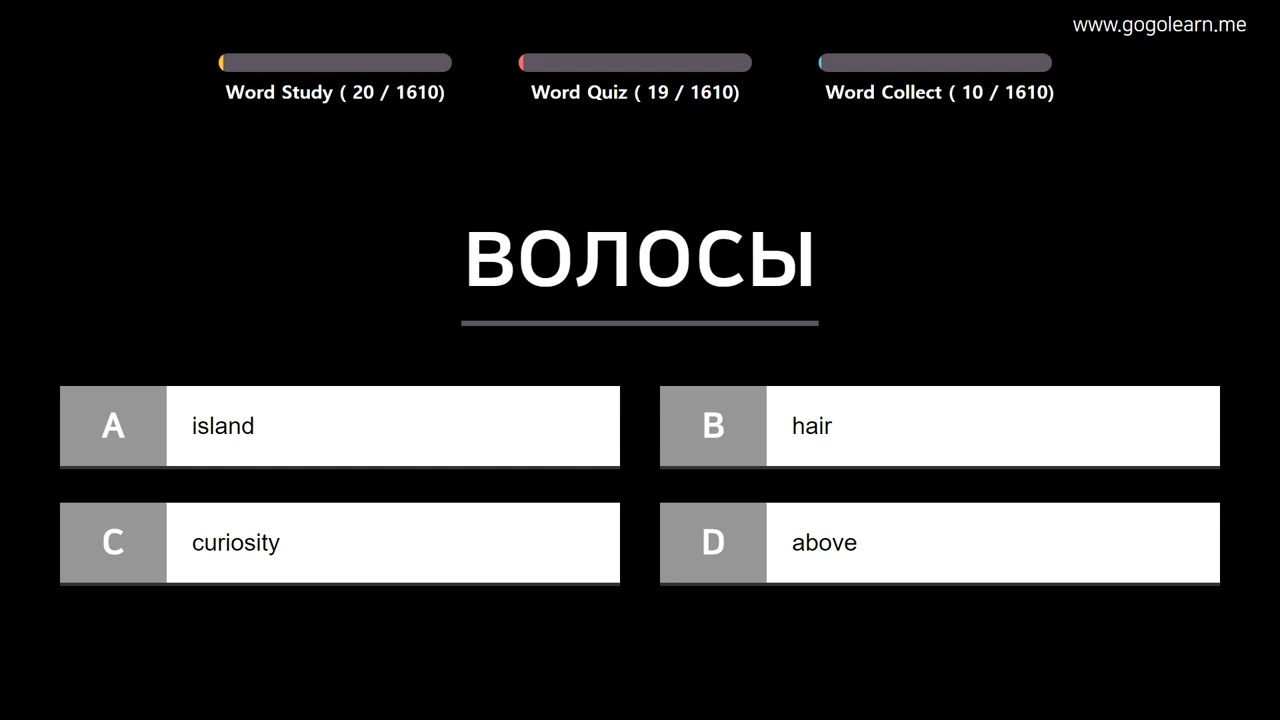 www.gogolearn.me
Word Study ( 20 / 1610)
Word Quiz ( 19 / 1610)
Word Collect ( 10 / 1610)
волосы
A island
B hair
C curiosity
D above